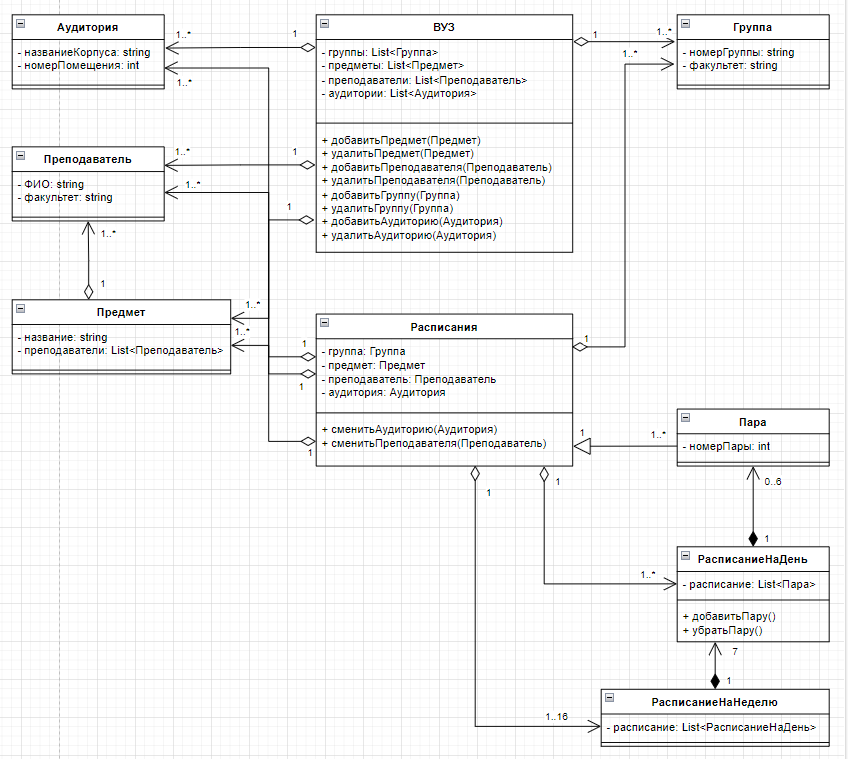 Аудитория
- названиеКорпуса: string
- номерПомещения: int
1..*
1
1..*
ВУЗ
- группы: List<Группа>
- предметы: List<Предмет>
- преподаватели: List<Преподаватель>
- аудитории: List<Аудитория>
+ добавитьПредмет(Предмет)
+ удалитьПредмет(Предмет)
+ добавитьПреподавателя(Преподаватель)
+ удалитьПреподавателя(Преподаватель)
+ добавитьГруппу(Группа)
+ удалитьГруппу(Группа)
+ добавитьАудиторию(Аудитория)
+ удалитьАудиторию(Аудитория)
1
1..*
1..*
Группа
- номерГруппы: string
- факультет: string
Преподаватель
- ФИО: string
- факультет: string
1..*
1
1..*
1
1..*
1
Предмет
- название: string
- преподаватели: List<Преподаватель>
1..*
1..*
1
1
1
Расписания
- группа: Группа
- предмет: Предмет
- преподаватель: Преподаватель
- аудитория: Аудитория
+ сменитьАудиторию(Аудитория)
+ сменитьПреподавателя(Преподаватель)
1
1
1..*
Пара
- номерПары: int
1
1
0..6
1
1..*
РасписаниеНаДень
- расписание: List<Пара>
+ добавитьПару()
+ убратьПару()
7
1
1..16
РасписаниеНаНеделю
- расписание: List<РасписаниеНаДень>